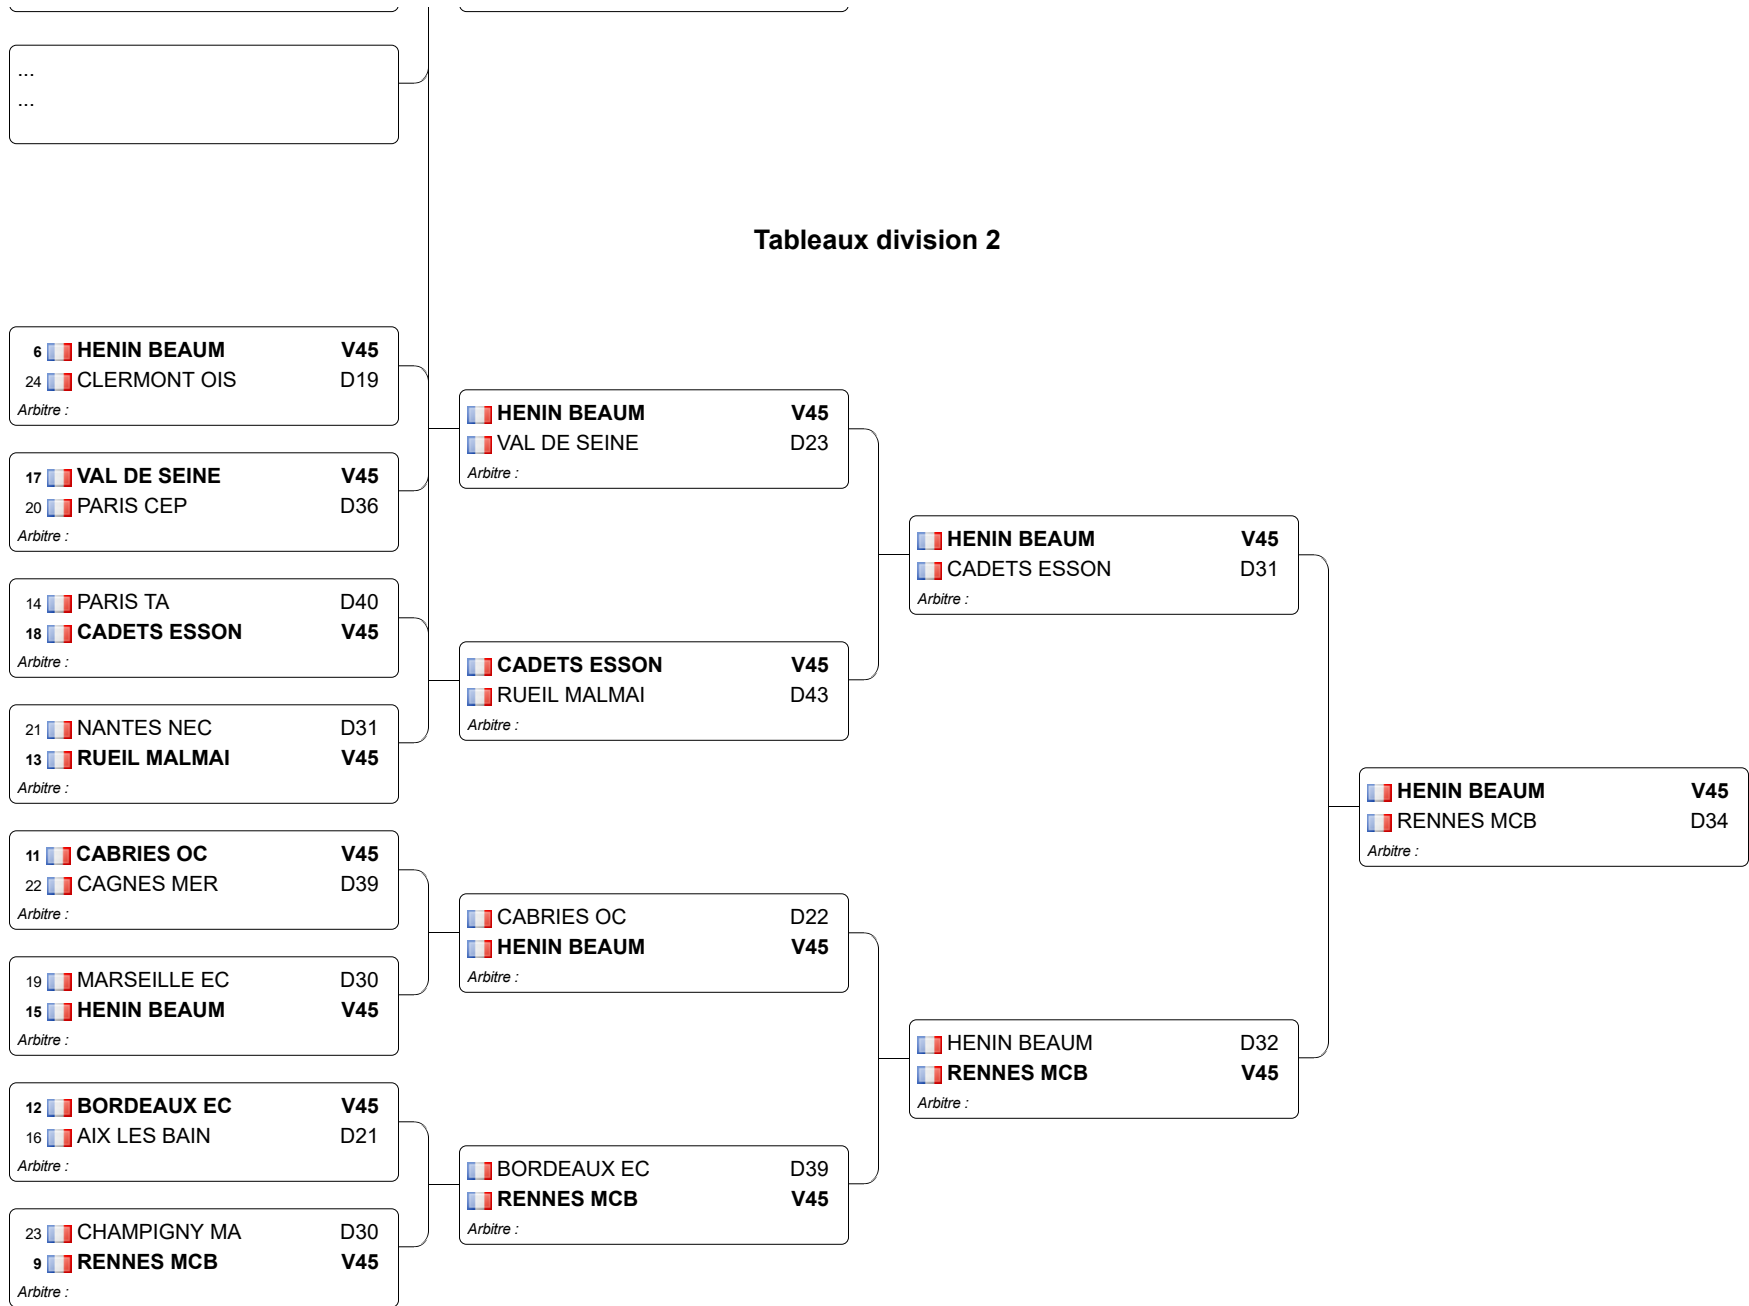 ...
...
Tableaux division 2
6 HENIN BEAUM V45
24 CLERMONT OIS D19
Arbitre :
17 VAL DE SEINE V45
20 PARIS CEP D36
Arbitre :
14 PARIS TA D40
18 CADETS ESSON V45
Arbitre :
21 NANTES NEC D31
13 RUEIL MALMAI V45
Arbitre :
11 CABRIES OC V45
22 CAGNES MER D39
Arbitre :
19 MARSEILLE EC D30
15 HENIN BEAUM V45
Arbitre :
12 BORDEAUX EC V45
16 AIX LES BAIN D21
Arbitre :
23 CHAMPIGNY MA D30
9 RENNES MCB V45
Arbitre :
HENIN BEAUM V45
VAL DE SEINE D23
Arbitre :
CADETS ESSON V45
RUEIL MALMAI D43
Arbitre :
CABRIES OC D22
HENIN BEAUM V45
Arbitre :
BORDEAUX EC D39
RENNES MCB V45
Arbitre :
HENIN BEAUM V45
CADETS ESSON D31
Arbitre :
HENIN BEAUM D32
RENNES MCB V45
Arbitre :
HENIN BEAUM V45
RENNES MCB D34
Arbitre :